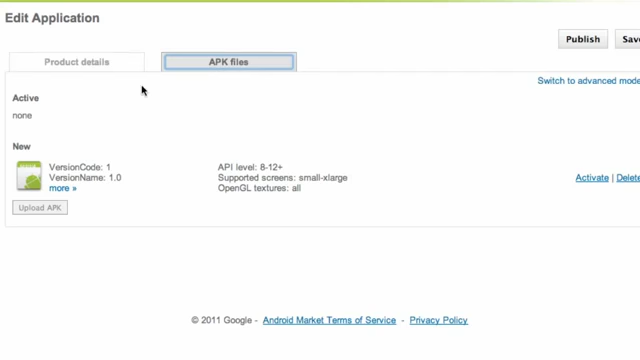 Edit Application
Publish
Save
Product details
APK files
Switch to advanced mode
Active
none
New
VersionCode: 1
VersionName: 1.0
more »
API level: 8-12+
Supported screens: small-xlarge
OpenGL textures: all
Activate | Delete
Upload APK
© 2011 Google - Android Market Terms of Service - Privacy Policy